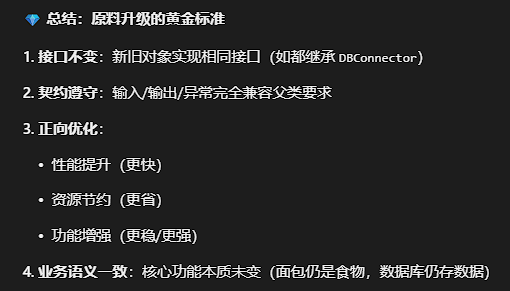 💎 总结：原料升级的黄金标准
1. 接口不变：新旧对象实现相同接口（如都继承 DBConnector）
2. 契约遵守：输入/输出/异常完全兼容父类要求
3. 正向优化：
• 性能提升（更快）
• 资源节约（更省）
• 功能增强（更稳/更强）
4. 业务语义一致：核心功能本质未变（面包仍是食物，数据库仍存数据）